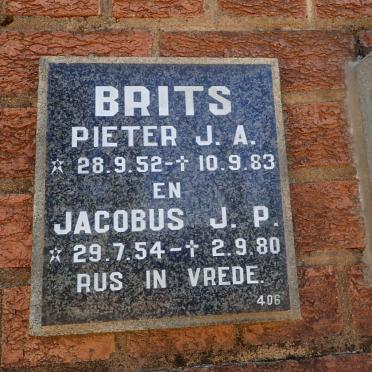 BRITS
PIETER J. A.
☆ 28.9.52-✝ 10.9.83
EN
JACOBUS J. P.
☆ 29.7.54-✝ 2.9.80
RUS IN VREDE.
406